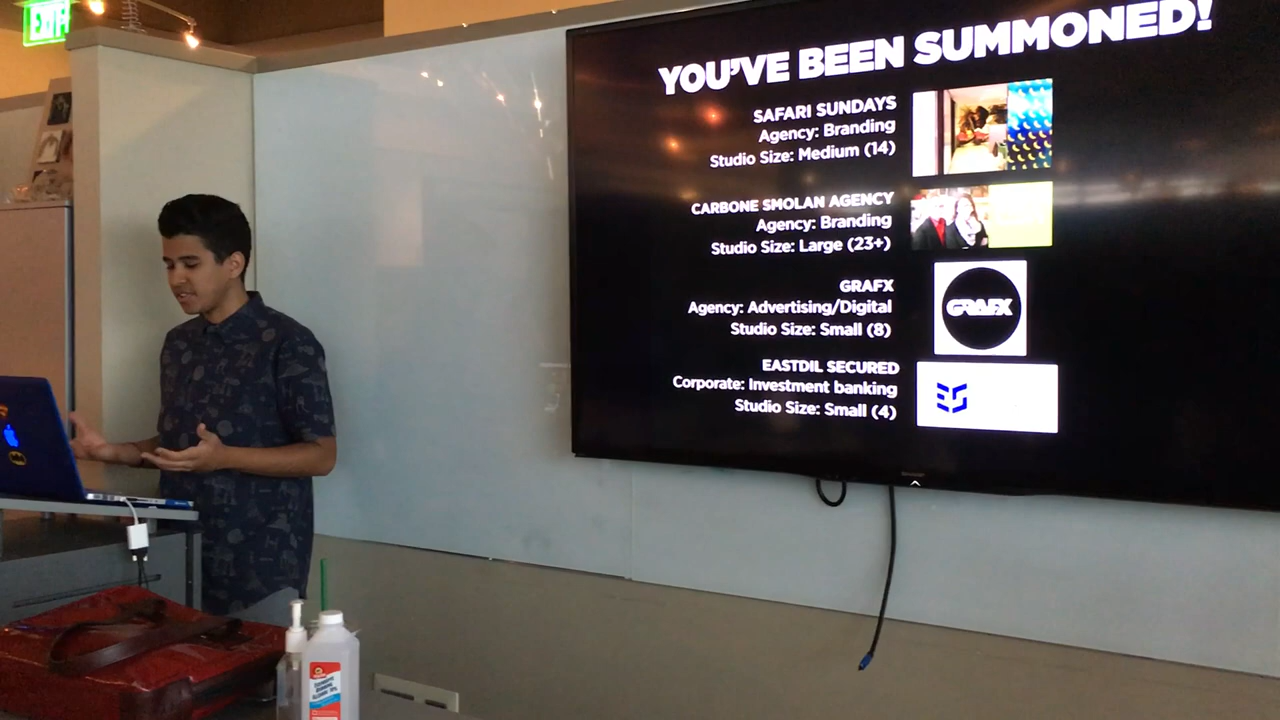 EXIT
YOU'VE BEEN SUMMONED!
SAFARI SUNDAYS
Agency: Branding
Studio Size: Medium (14)
CARBONE SMOLAN AGENCY
Agency: Branding
Studio Size: Large (23+)
GRAFX
Agency: Advertising/Digital
Studio Size: Small (8)
GRAFX
EASTDIL SECURED
Corporate: Investment banking
Studio Size: Small (4)
ES